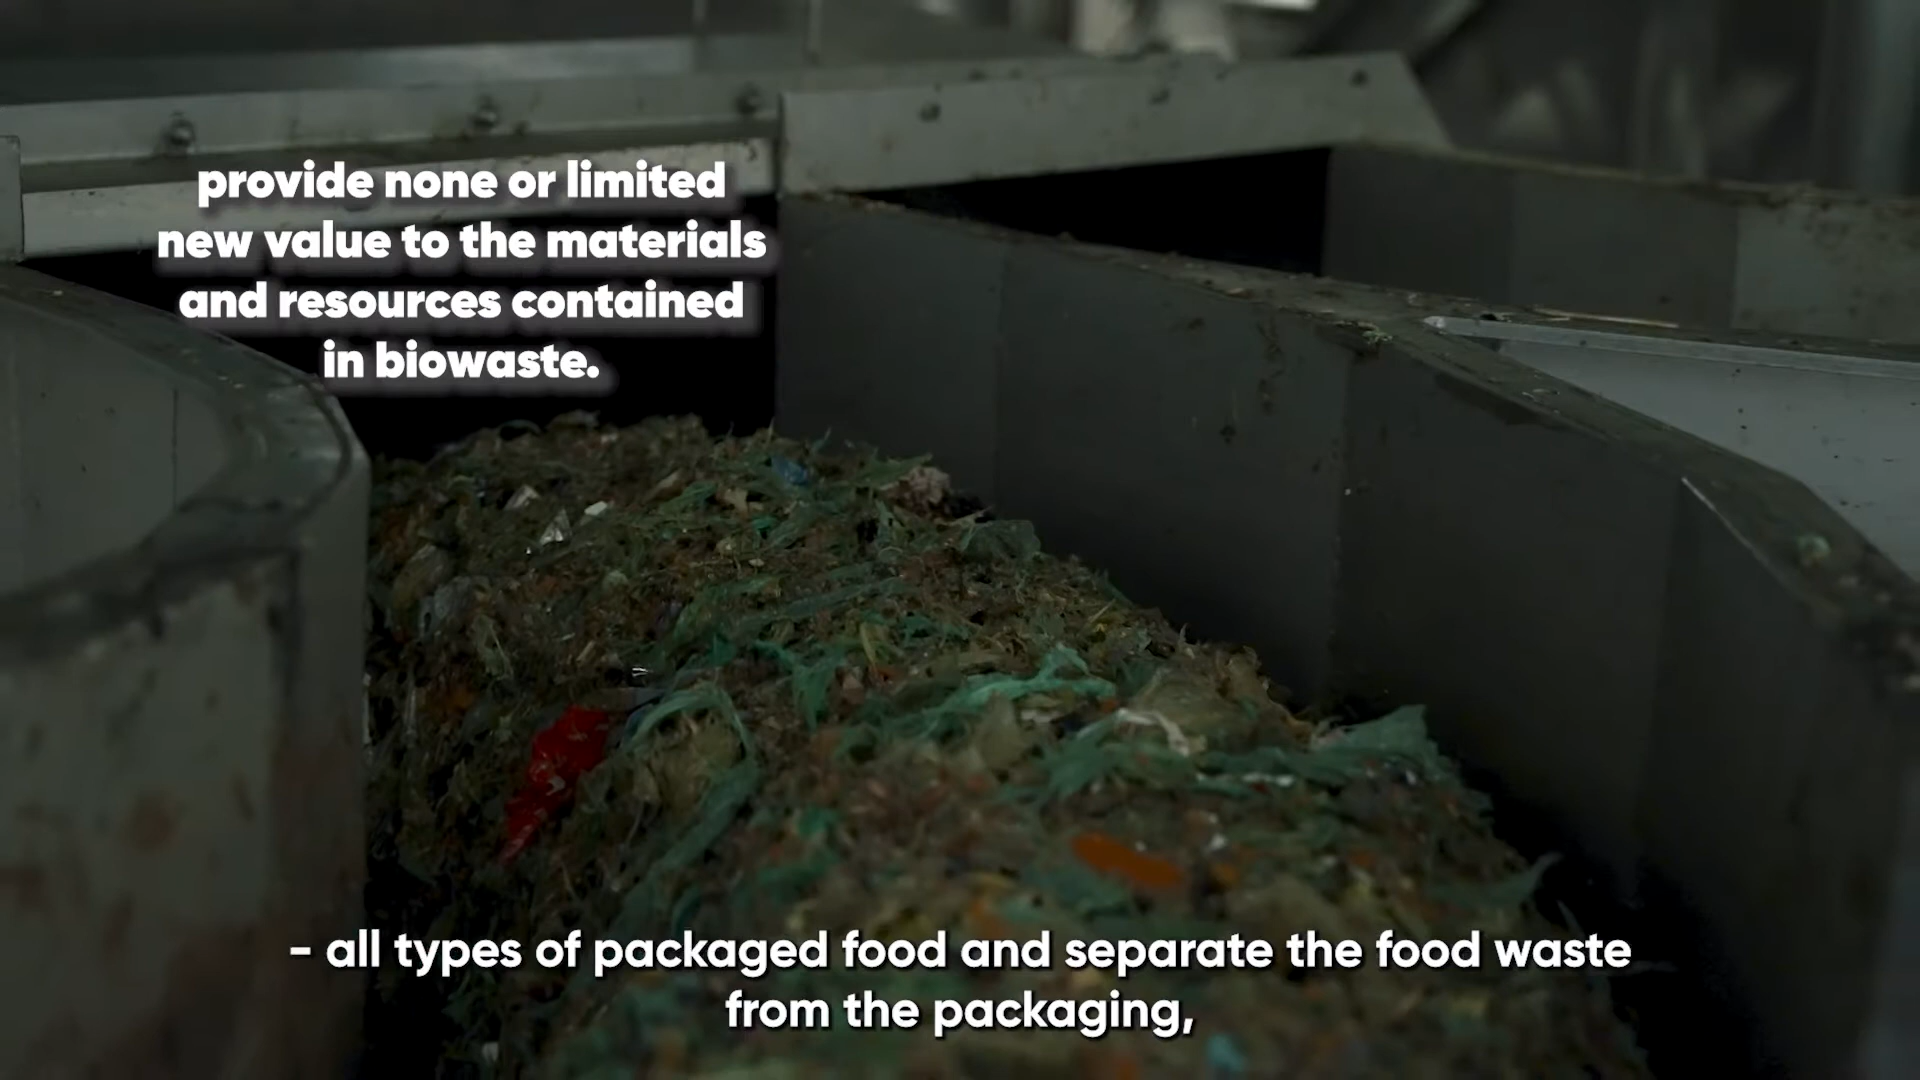 provide none or limited
new value to the materials
and resources contained
in biowaste.
- all types of packaged food and separate the food waste
from the packaging,